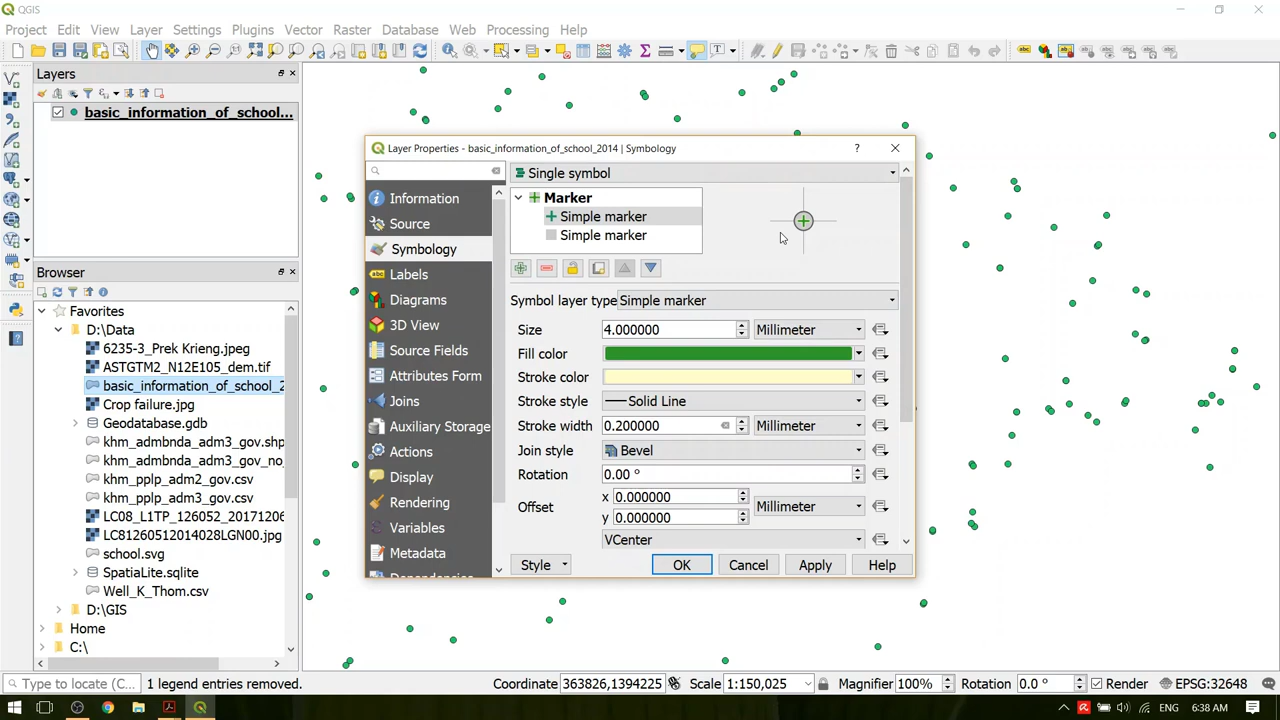 QGIS
Project Edit View Layer Settings Plugins Vector Raster Database Web Processing Help
Layers
basic_information_of_school...
Browser
Favorites
D:\Data
6235-3_Prek Krieng.jpeg
ASTGTM2_N12E105_dem.tif
basic_information_of_school_2
Crop failure.jpg
Geodatabase.gdb
khm_admbnda_adm3_gov.shp
khm_admbnda_adm3_gov_no_
khm_pplp_adm2_gov.csv
khm_pplp_adm3_gov.csv
LC08_L1TP_126052_20171206
LC81260512014028LGN00.jpg
school.svg
SpatiaLite.sqlite
Well_K_Thom.csv
D:\GIS
Home
C:\
Layer Properties - basic_information_of_school_2014 | Symbology
Information
Source
Symbology
Labels
Diagrams
3D View
Source Fields
Attributes Form
Joins
Auxiliary Storage
Actions
Display
Rendering
Variables
Metadata
Dependencies
Single symbol
Marker
Simple marker
Simple marker
Symbol layer type Simple marker
Size 4.000000 Millimeter
Fill color
Stroke color
Stroke style Solid Line
Stroke width 0.200000 Millimeter
Join style Bevel
Rotation 0.00 °
Offset x 0.000000 Millimeter
y 0.000000
VCenter
Style OK Cancel Apply Help
Type to locate (C... 1 legend entries removed. Coordinate 363826,1394225 Scale 1:150,025 Magnifier 100% Rotation 0.0 ° Render EPSG:32648
ENG 6:38 AM